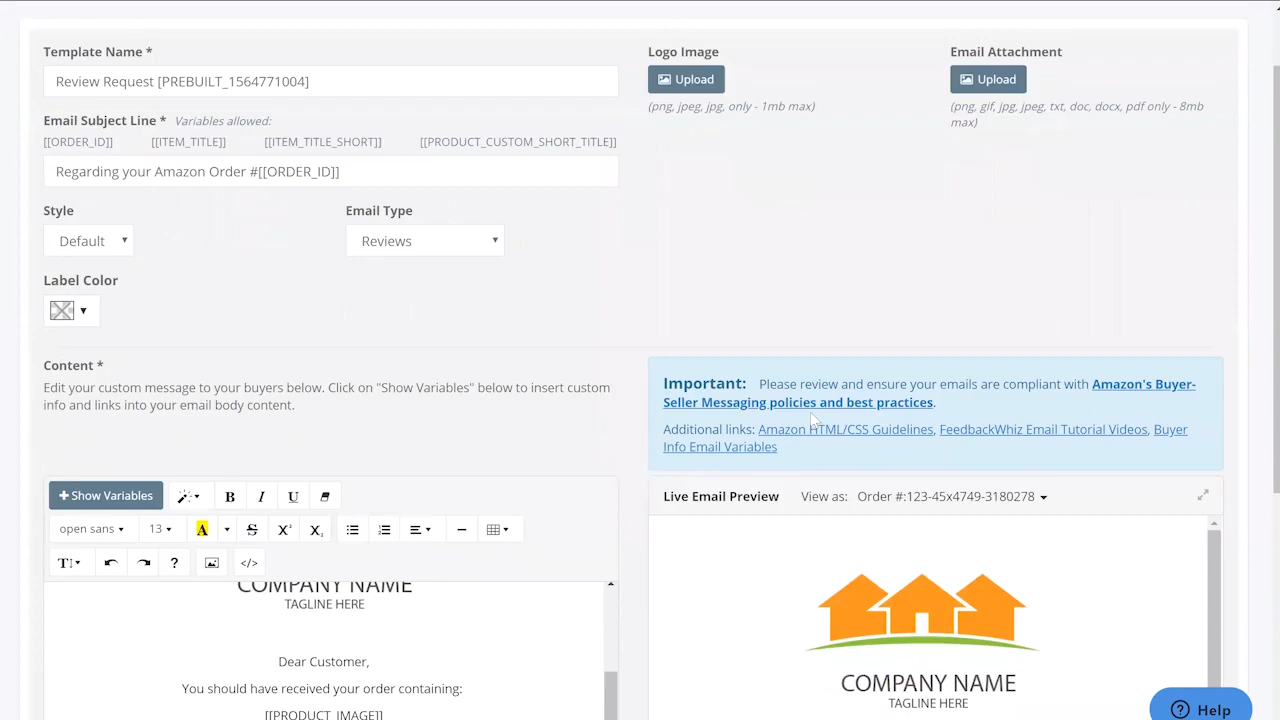 Template Name *
Review Request [PREBUILT_1564771004]
Email Subject Line * Variables allowed:
[[ORDER_ID]] [[ITEM_TITLE]] [[ITEM_TITLE_SHORT]] [[PRODUCT_CUSTOM_SHORT_TITLE]]
Regarding your Amazon Order #[[ORDER_ID]]
Style
Default
Email Type
Reviews
Label Color
Logo Image
Upload
(png, jpeg, jpg, only - 1mb max)
Email Attachment
Upload
(png, gif, jpg, jpeg, txt, doc, docx, pdf only - 8mb
max)
Content *
Edit your custom message to your buyers below. Click on "Show Variables" below to insert custom
info and links into your email body content.
Important: Please review and ensure your emails are compliant with Amazon's Buyer-
Seller Messaging policies and best practices.
Additional links: Amazon HTML/CSS Guidelines, FeedbackWhiz Email Tutorial Videos, Buyer
Info Email Variables
+ Show Variables
B I U
open sans 13 A S X² X₂
T ? </>
COMPANY NAME
TAGLINE HERE
Dear Customer,
You should have received your order containing:
[[PRODUCT_IMAGE]]
Live Email Preview View as: Order #:123-45x4749-3180278
COMPANY NAME
TAGLINE HERE
? Help